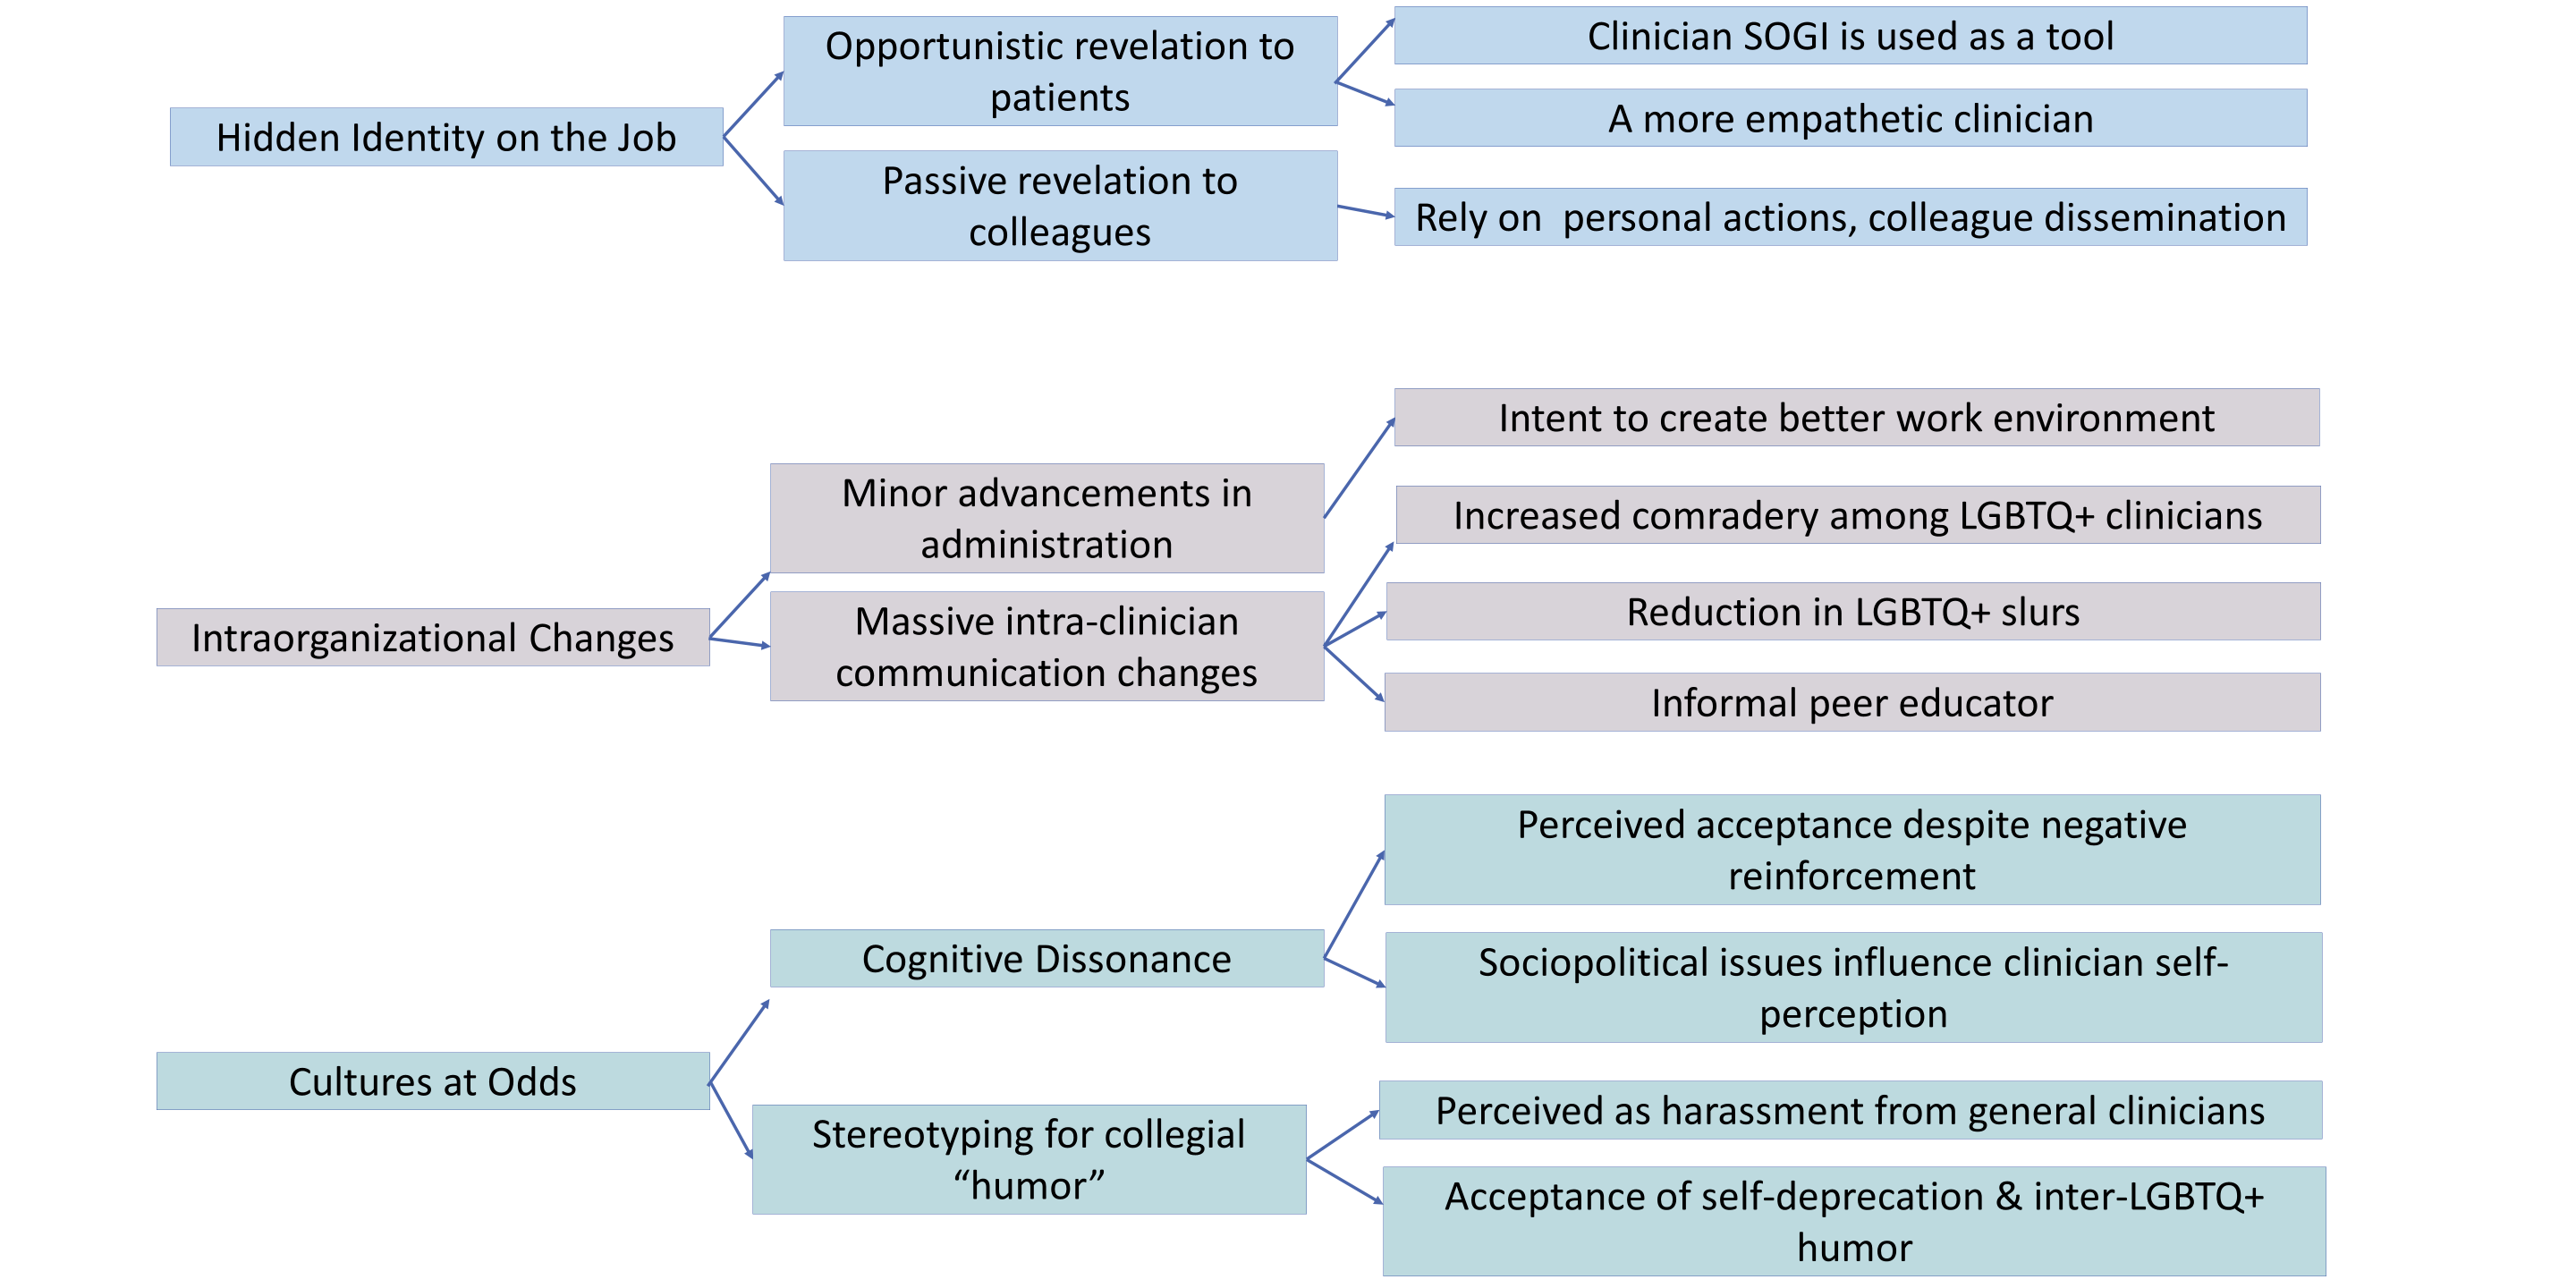 Hidden Identity on the Job
Opportunistic revelation to
patients
Clinician SOGI is used as a tool
A more empathetic clinician
Passive revelation to
colleagues
Rely on  personal actions, colleague dissemination
Intraorganizational Changes
Minor advancements in
administration
Intent to create better work environment
Massive intra-clinician
communication changes
Increased comradery among LGBTQ+ clinicians
Reduction in LGBTQ+ slurs
Informal peer educator
Cultures at Odds
Cognitive Dissonance
Perceived acceptance despite negative
reinforcement
Sociopolitical issues influence clinician self-
perception
Stereotyping for collegial
“humor”
Perceived as harassment from general clinicians
Acceptance of self-deprecation & inter-LGBTQ+
humor